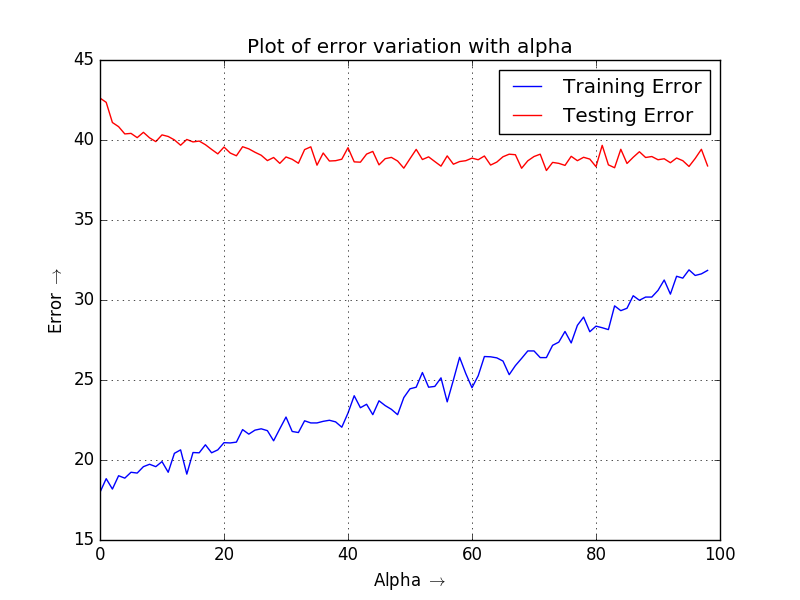 Plot of error variation with alpha
45
40
35
30
25
20
15
Error →
Training Error
Testing Error
0 20 40 60 80 100
Alpha →